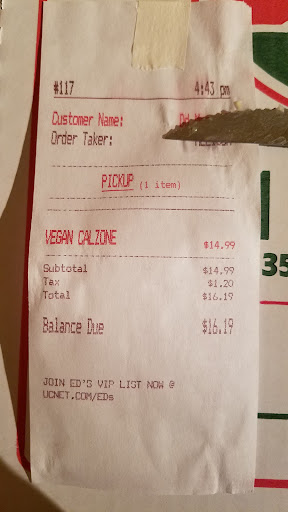 #117 4:43 pm
Customer Name:
Order Taker:
PICKUP (1 item)
VEGAN CALZONE $14.99
Subtotal $14.99
Tax $1.20
Total $16.19
Balance Due $16.19
JOIN ED'S VIP LIST NOW @
UCNET.COM/EDs
35